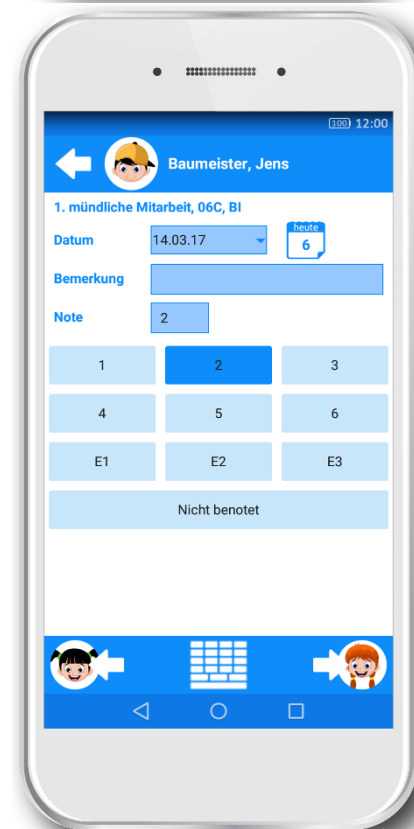 100 12:00
Baumeister, Jens
1. mündliche Mitarbeit, 06C, BI
Datum 14.03.17 heute 6
Bemerkung
Note 2
1 2 3
4 5 6
E1 E2 E3
Nicht benotet